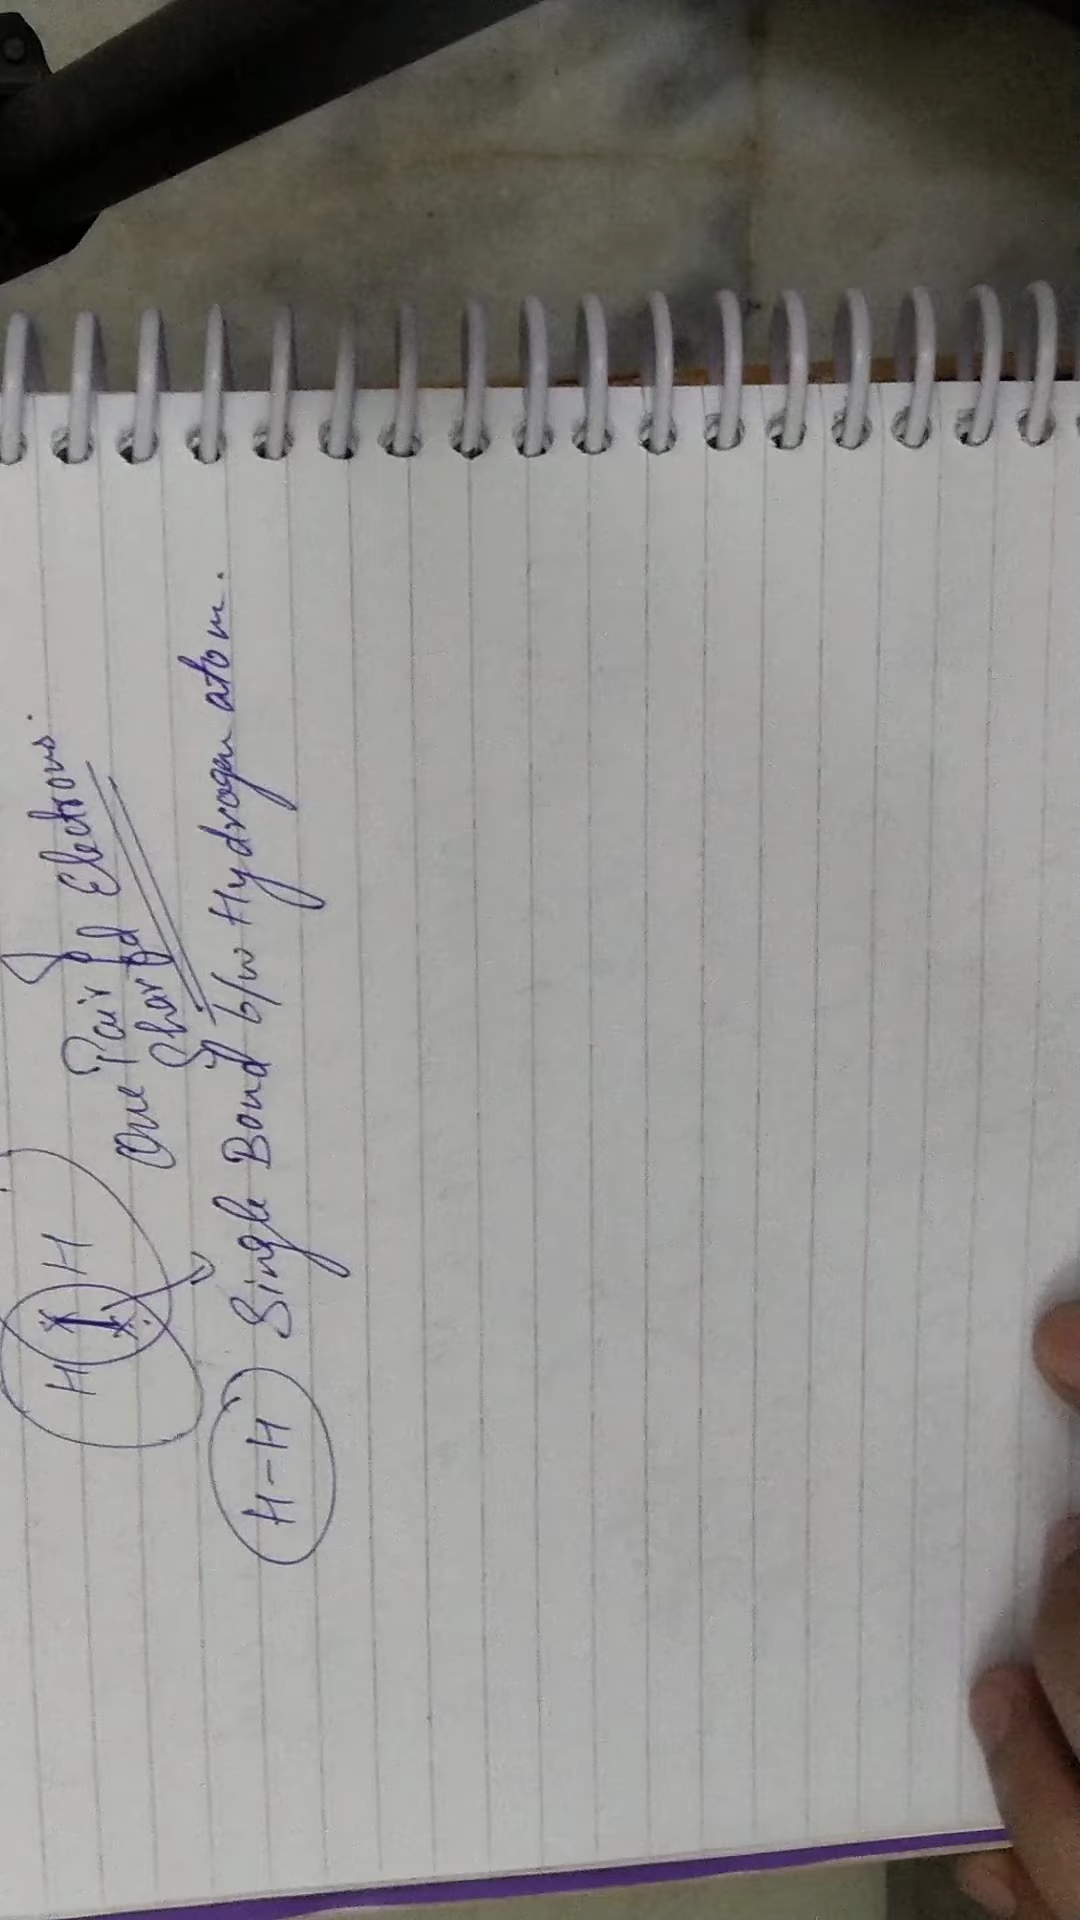 H H
One Pair of Electrons.
Shared
H-H Single Bond b/w Hydrogen atom.